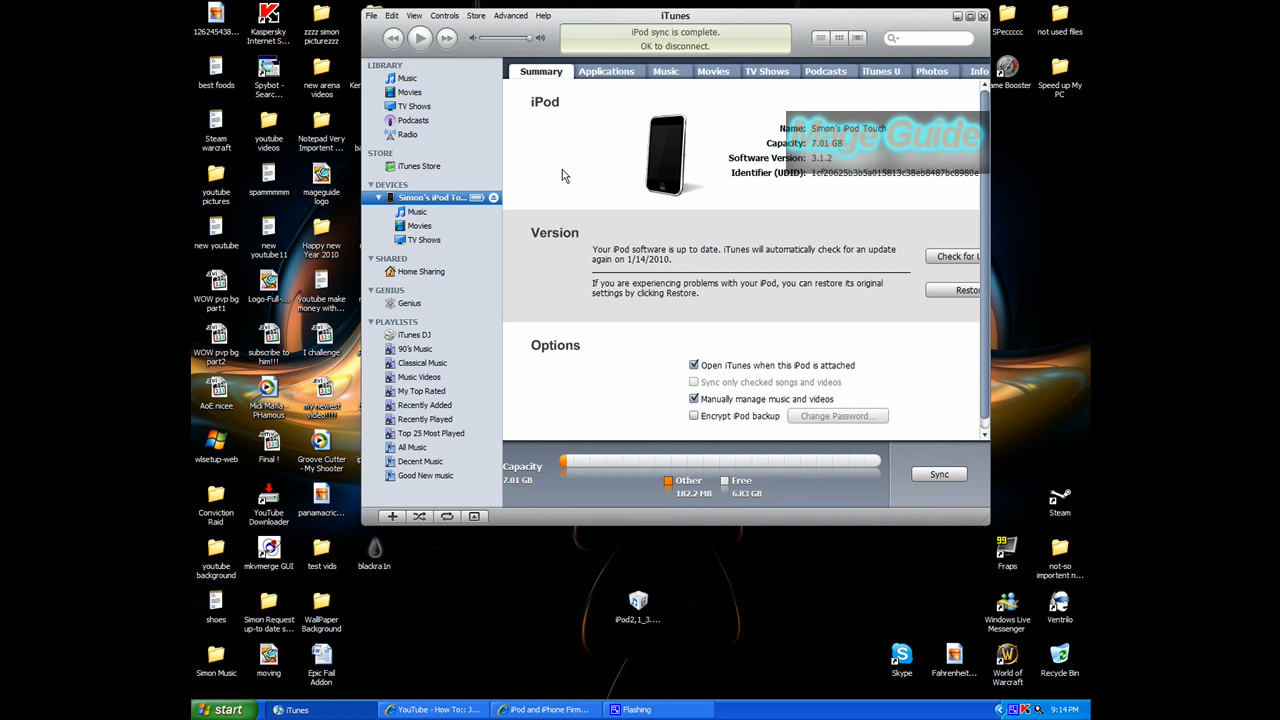 File Edit View Controls Store Advanced Help
iTunes
iPod sync is complete.
OK to disconnect.
LIBRARY
Music
Movies
TV Shows
Podcasts
Radio
STORE
iTunes Store
DEVICES
Simon's iPod To...
Music
Movies
TV Shows
SHARED
Home Sharing
GENIUS
Genius
PLAYLISTS
iTunes DJ
90's Music
Classical Music
Music Videos
My Top Rated
Recently Added
Recently Played
Top 25 Most Played
All Music
Decent Music
Good New music
Summary Applications Music Movies TV Shows Podcasts iTunes U Photos Info
iPod
Mage Guide
Name: Simon's iPod Touch
Capacity: 7.01 GB
Software Version: 3.1.2
Identifier (UDID): 1cf20625b3b5a015813c38eb8487bc8980e
Version
Your iPod software is up to date. iTunes will automatically check for an update
again on 1/14/2010.
Check for U
If you are experiencing problems with your iPod, you can restore its original
settings by clicking Restore.
Restor
Options
Open iTunes when this iPod is attached
Sync only checked songs and videos
Manually manage music and videos
Encrypt iPod backup
Change Password...
Capacity
7.01 GB
Other
182.2 MB
Free
6.83 GB
Sync
126245438...
Kaspersky
Internet S...
zzzz simon
picturezz
best foods
Spybot -
Searc...
new arena
videos
Steam
warcraft
youtube
videos
Notepad Very
Important ...
youtube
pictures
spammmm
mageguide
logo
new youtube
new
youtube11
Happy new
Year 2010
WOW pvp bg
part1
Logo-Full-...
youtube make
money with...
WOW pvp bg
part2
subscribe to
him!!!
I challenge
AoE nicee
Midi Mafia -
PHamous
my newest
video!!!!
wlsetup-web
Final !
Groove Cutter
- My Shooter
Conviction
Raid
YouTube
Downloader
panamacric...
youtube
background
mkvmerge GUI
test vids
blackra1n
shoes
Simon Request
up-to date s...
WallPaper
Background
Simon Music
moving
Epic Fail
Addon
iPod2,1_3....
SPeccccc
not used files
Game Booster
Speed up My
PC
Steam
99
Fraps
not-so
importent n...
Windows Live
Messenger
Ventrilo
Skype
Fahrenheit...
World of
Warcraft
Recycle Bin
start
iTunes
YouTube - How To:: J...
iPod and iPhone Firm...
Flashing
9:14 PM